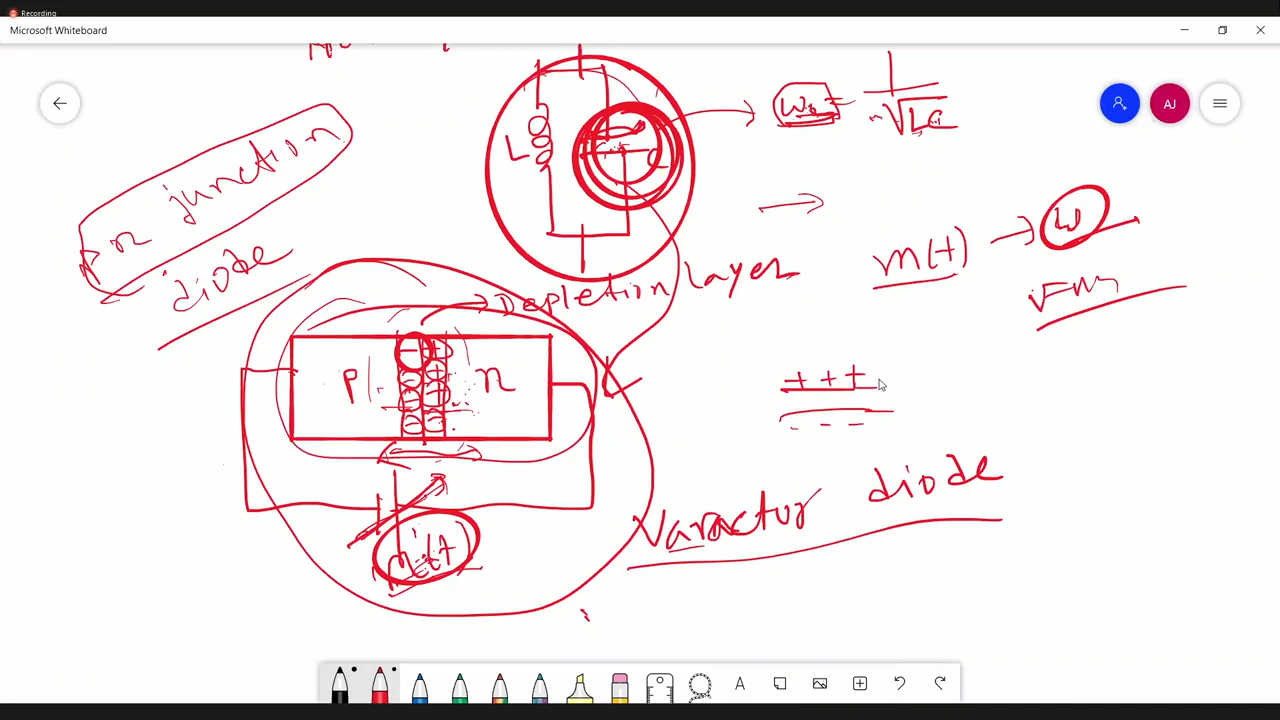 Recording
Microsoft Whiteboard
AJ
L
C
ω₀ = 1/√LC
pn junction
diode
m(t) → ω
FM
Depletion Layer
p n
+ + +
- - -
m(t)
Varactor diode
A